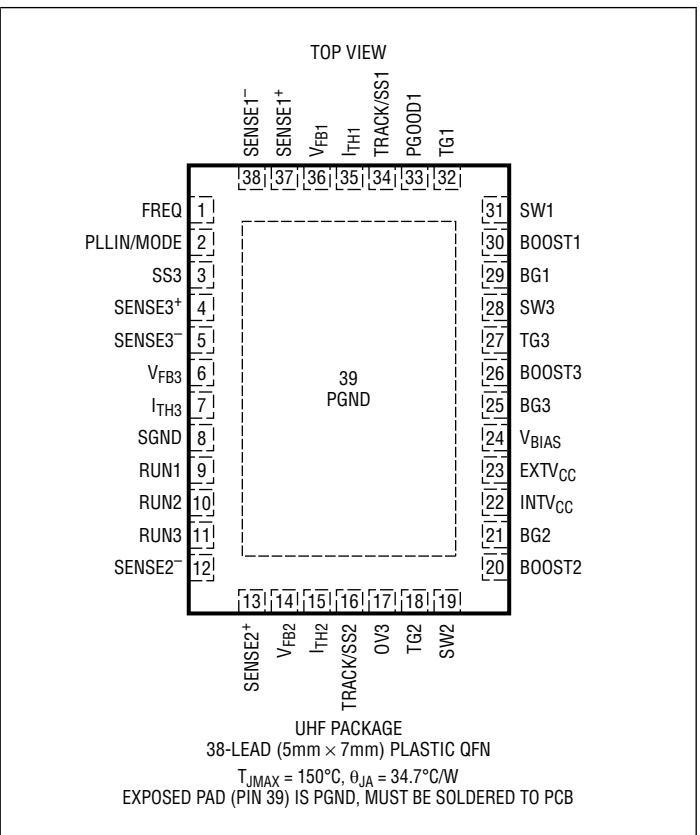 TOP VIEW
SENSE1–
SENSE1+
VFB1
ITH1
TRACK/SS1
PGOOD1
TG1
38 37 36 35 34 33 32
FREQ 1
PLLIN/MODE 2
SS3 3
SENSE3+ 4
SENSE3– 5
VFB3 6
ITH3 7
SGND 8
RUN1 9
RUN2 10
RUN3 11
SENSE2– 12
39
PGND
31 SW1
30 BOOST1
29 BG1
28 SW3
27 TG3
26 BOOST3
25 BG3
24 VBIAS
23 EXTVCC
22 INTVCC
21 BG2
20 BOOST2
13 14 15 16 17 18 19
SENSE2+
VFB2
ITH2
TRACK/SS2
OV3
TG2
SW2
UHF PACKAGE
38-LEAD (5mm × 7mm) PLASTIC QFN
TJMAX = 150°C, θJA = 34.7°C/W
EXPOSED PAD (PIN 39) IS PGND, MUST BE SOLDERED TO PCB